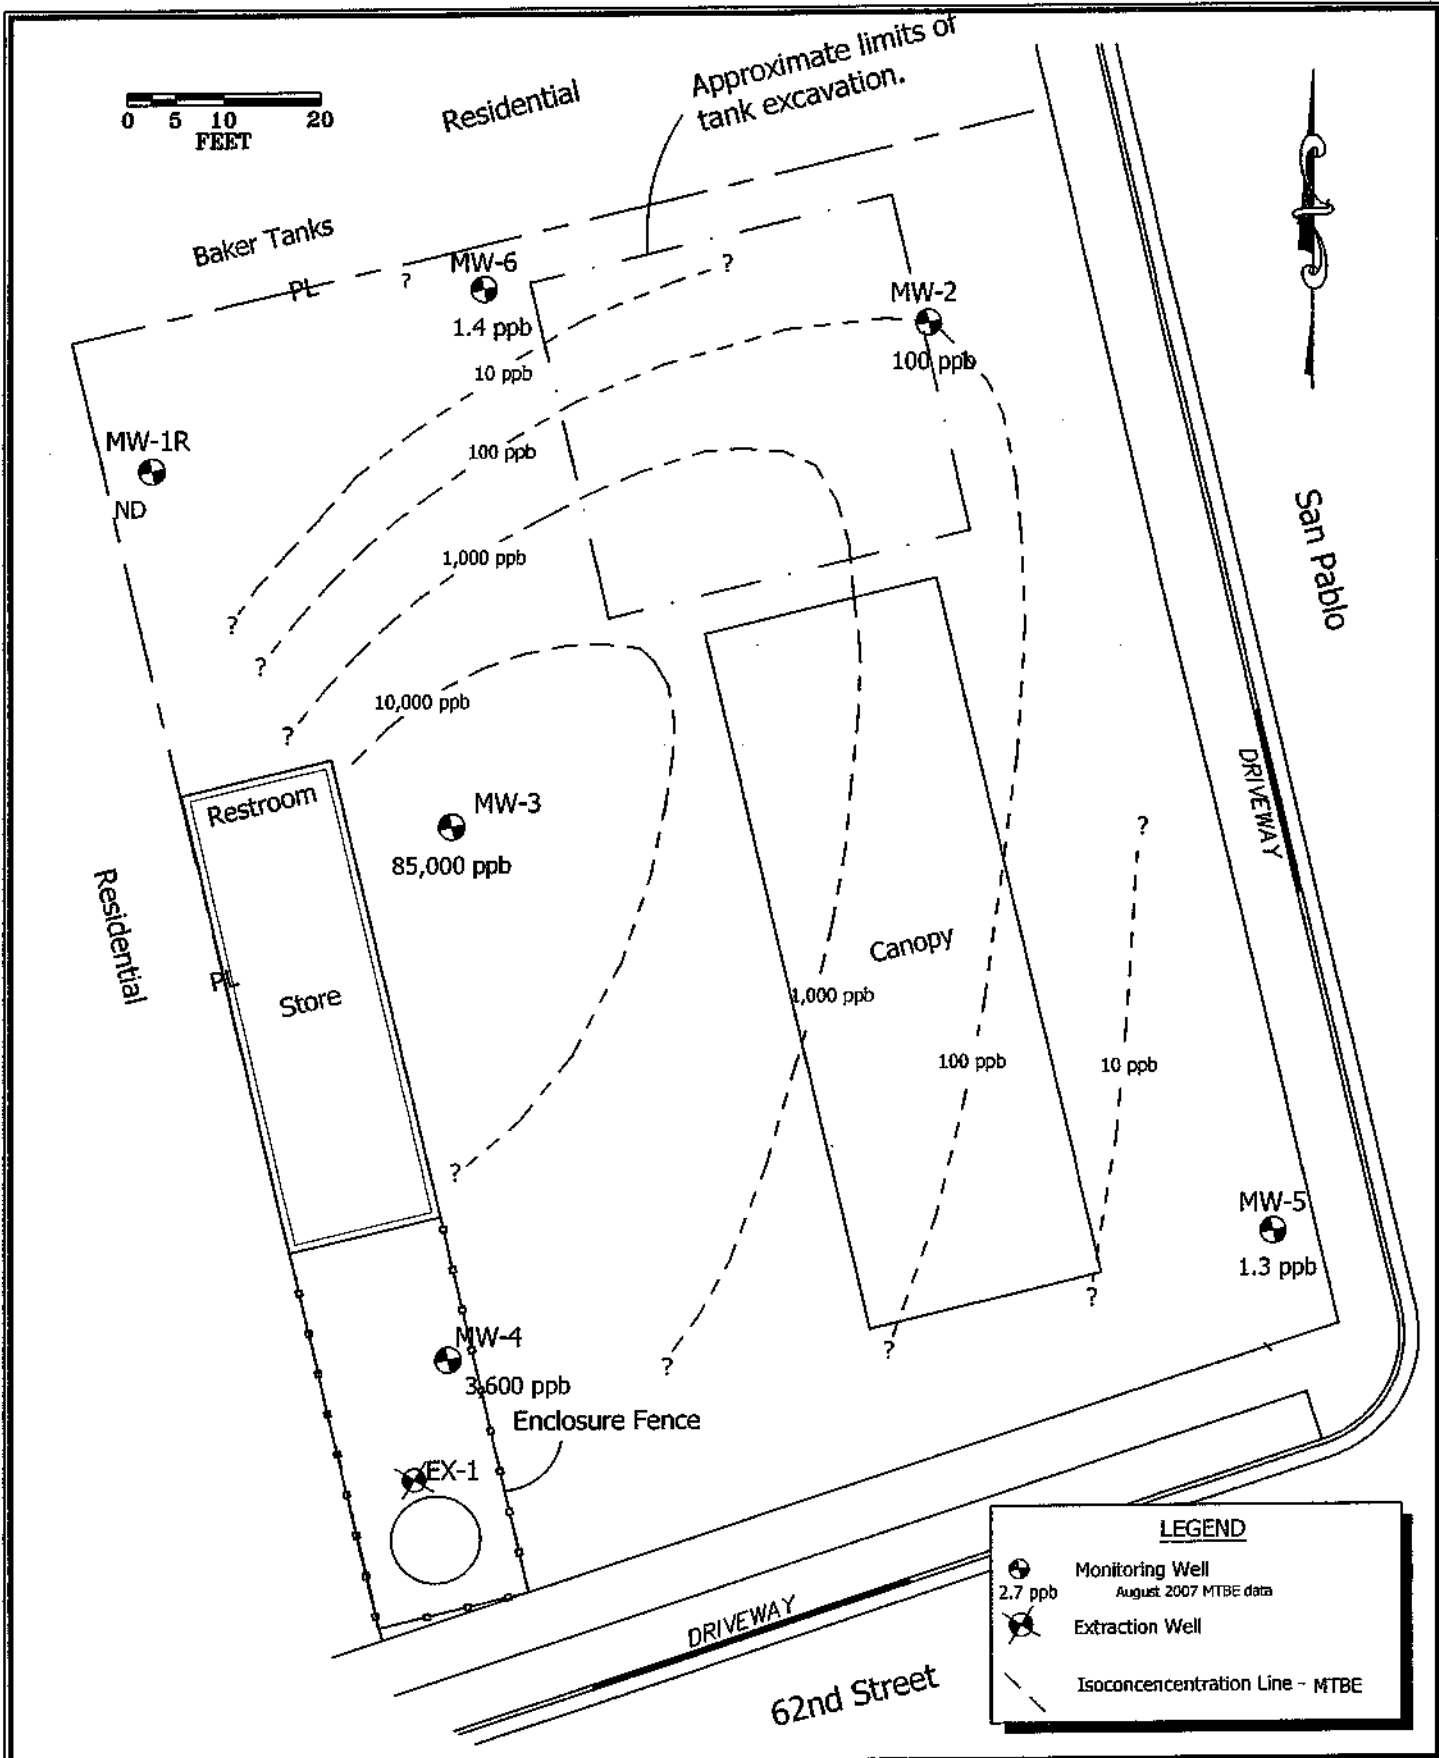 Approximate limits of
tank excavation.
Residential
0 5 10 20
FEET
Baker Tanks
PL
?
MW-6
1.4 ppb
?
MW-2
100 ppb
10 ppb
MW-1R
ND
100 ppb
1,000 ppb
San Pablo
?
?
?
10,000 ppb
Restroom
MW-3
85,000 ppb
DRIVEWAY
?
Residential
PL
Store
Canopy
1,000 ppb
100 ppb
10 ppb
?
MW-5
1.3 ppb
?
?
?
MW-4
3,600 ppb
Enclosure Fence
EX-1
LEGEND
Monitoring Well
2.7 ppb August 2007 MTBE data
Extraction Well
Isoconcencentration Line - MTBE
DRIVEWAY
62nd Street